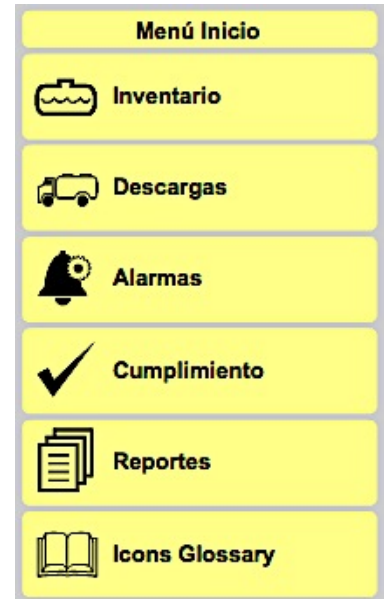 Menú Inicio
Inventario
Descargas
Alarmas
Cumplimiento
Reportes
Icons Glossary